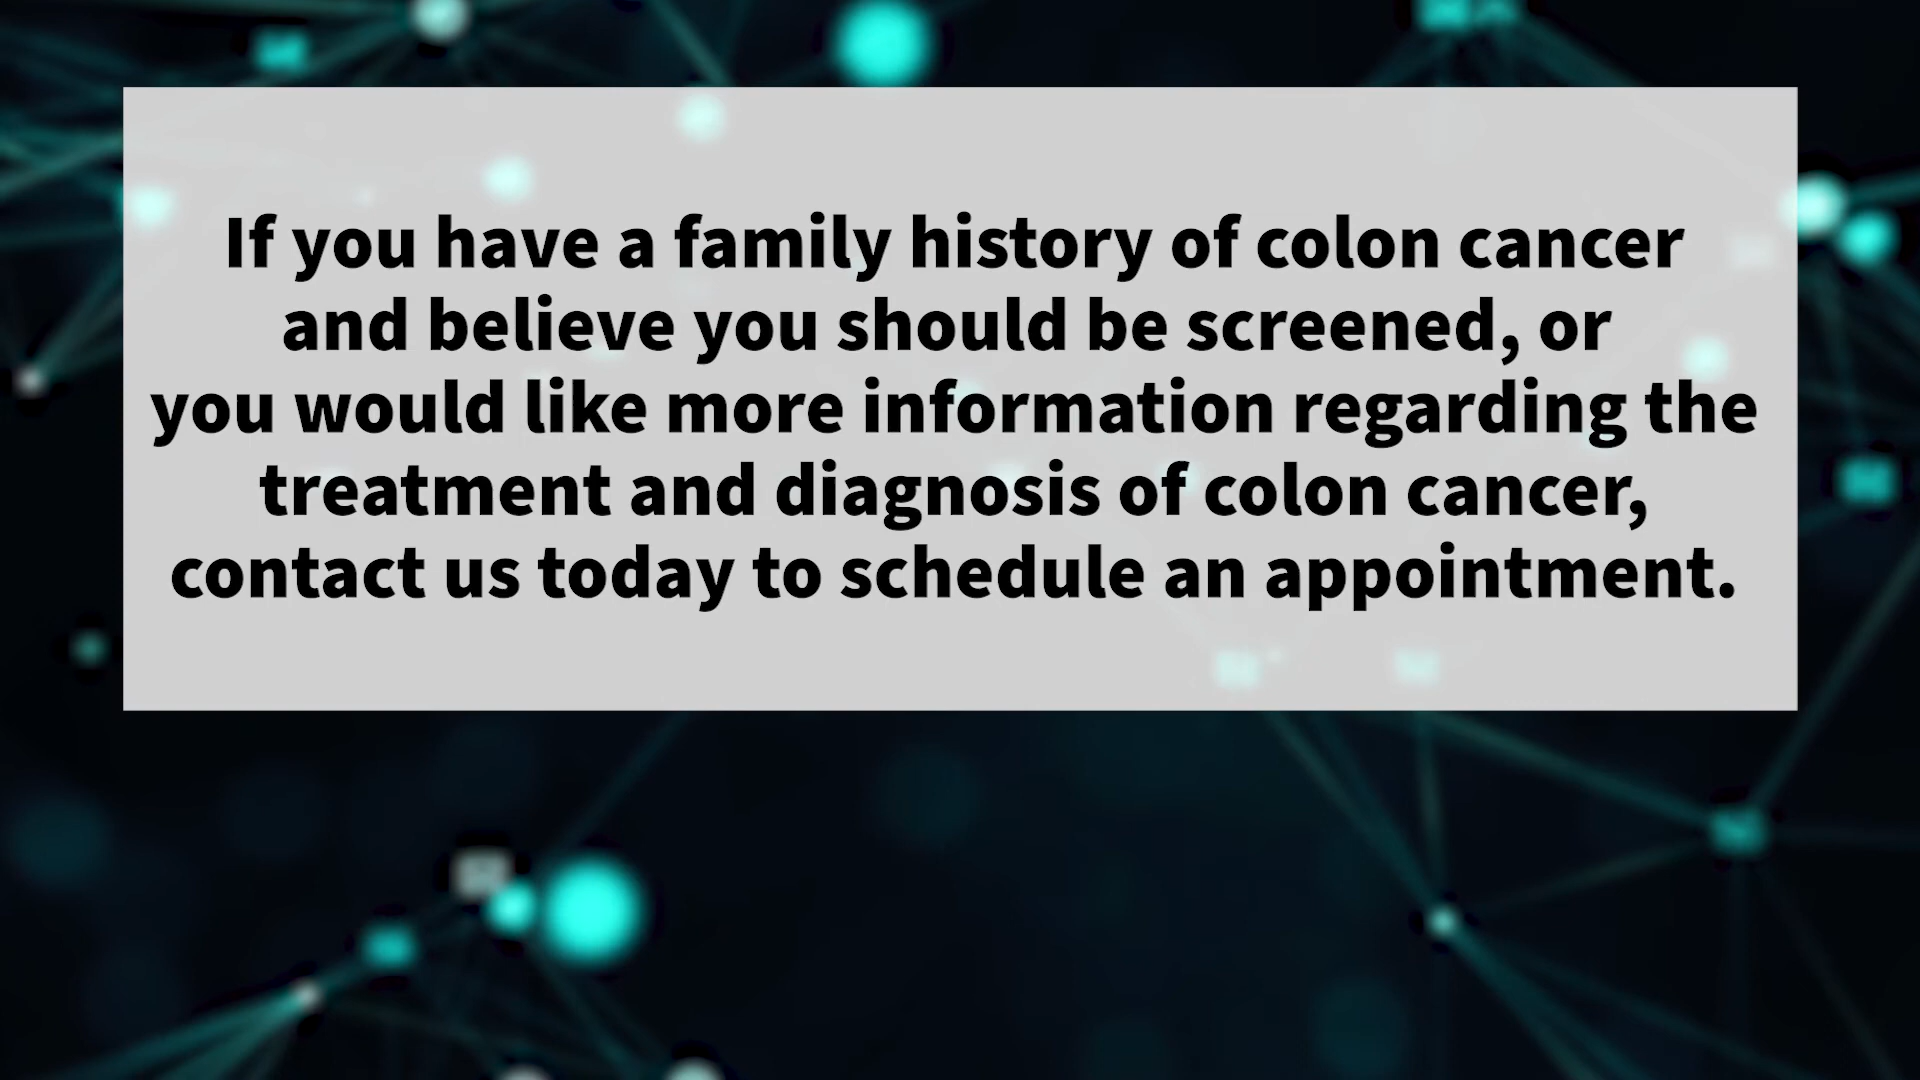 If you have a family history of colon cancer
and believe you should be screened, or
you would like more information regarding the
treatment and diagnosis of colon cancer,
contact us today to schedule an appointment.